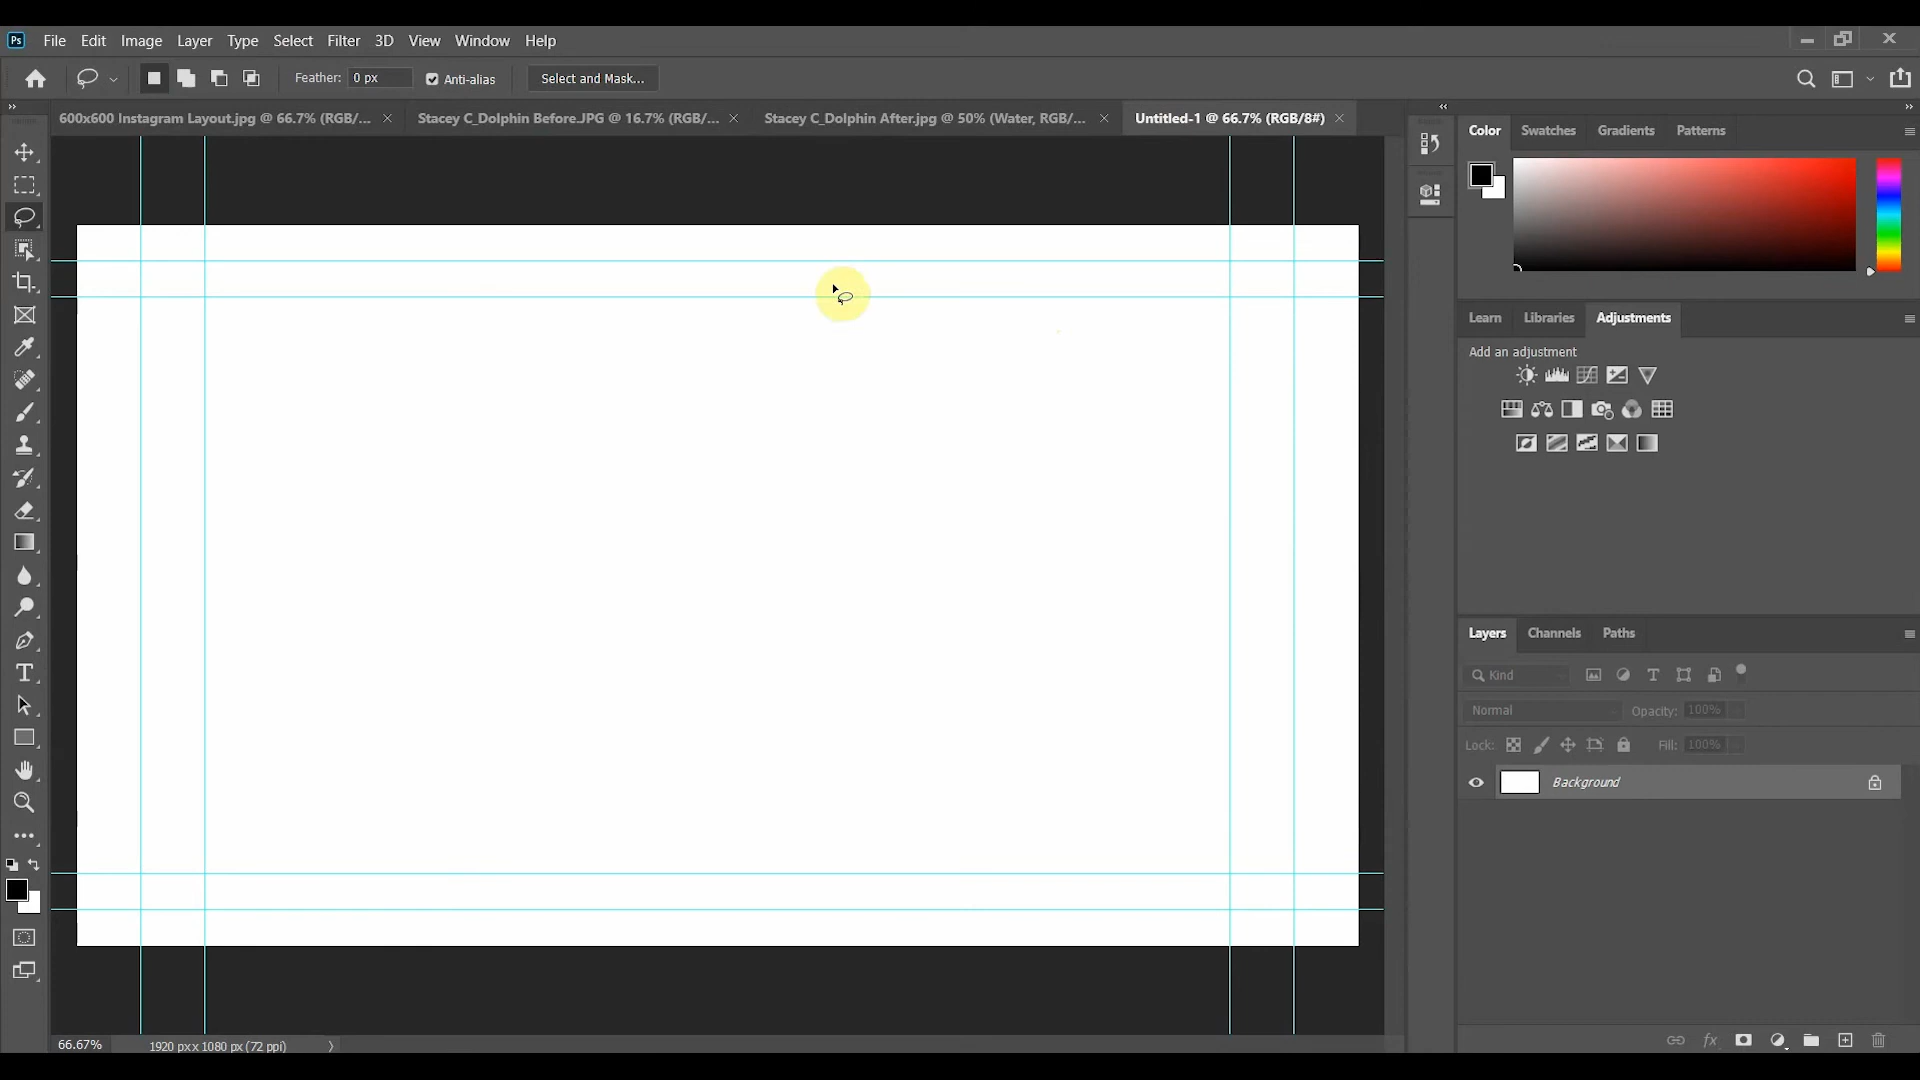 Ps File Edit Image Layer Type Select Filter 3D View Window Help
Feather: 0 px Anti-alias Select and Mask...
600x600 Instagram Layout.jpg @ 66.7% (RGB/... Stacey C_Dolphin Before.JPG @ 16.7% (RGB/... Stacey C_Dolphin After.jpg @ 50% (Water, RGB/... Untitled-1 @ 66.7% (RGB/8#)
Color Swatches Gradients Patterns
Learn Libraries Adjustments
Add an adjustment
Layers Channels Paths
Kind
Normal Opacity: 100%
Lock: Fill: 100%
Background
66.67% 1920 px x 1080 px (72 ppi)